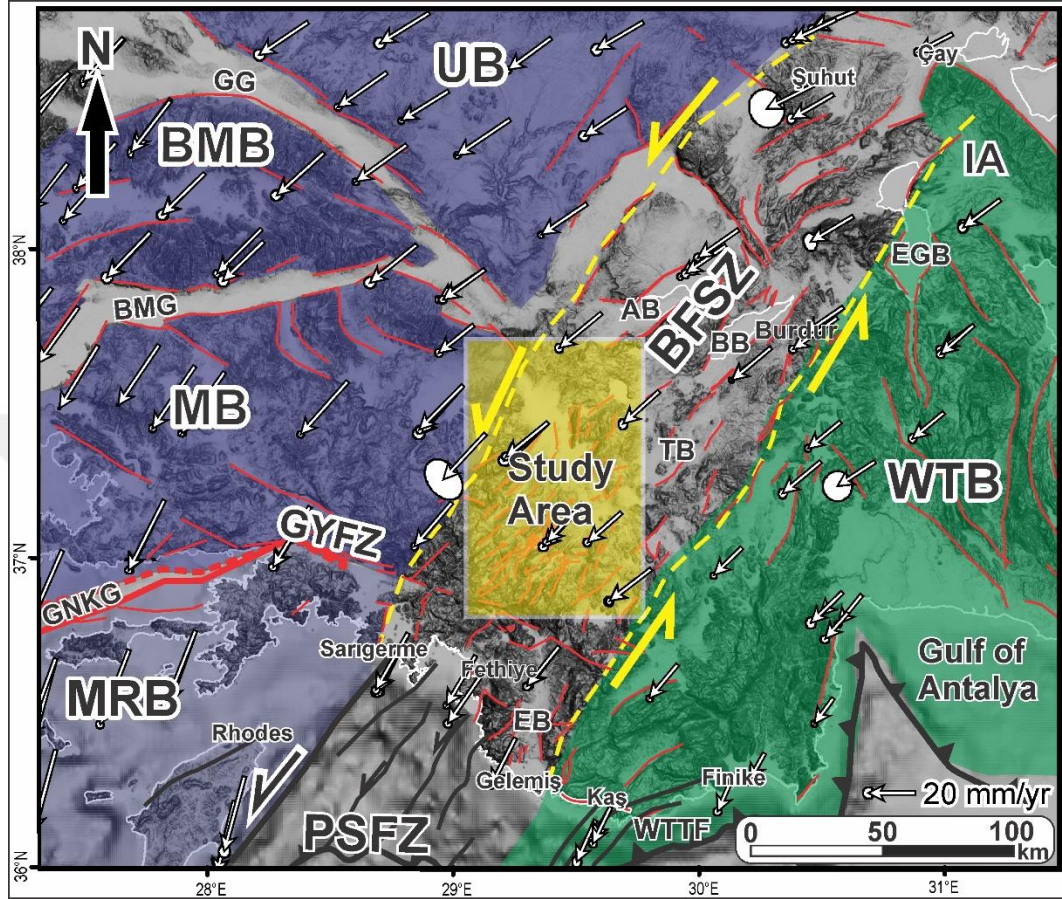 N
UB
Çay
Şuhut
GG
BMB
IA
38°N
EGB
BMG
AB
BFSZ
BB
Burdur
MB
TB
Study
Area
WTB
GYFZ
37°N
GNKG
Sarıgerme
Fethiye
Gulf of
Antalya
MRB
Rhodes
EB
Gelemiş
Kaş
Finike
20 mm/yr
PSFZ
WTTF
0 50 100
km
36°N
28°E 29°E 30°E 31°E